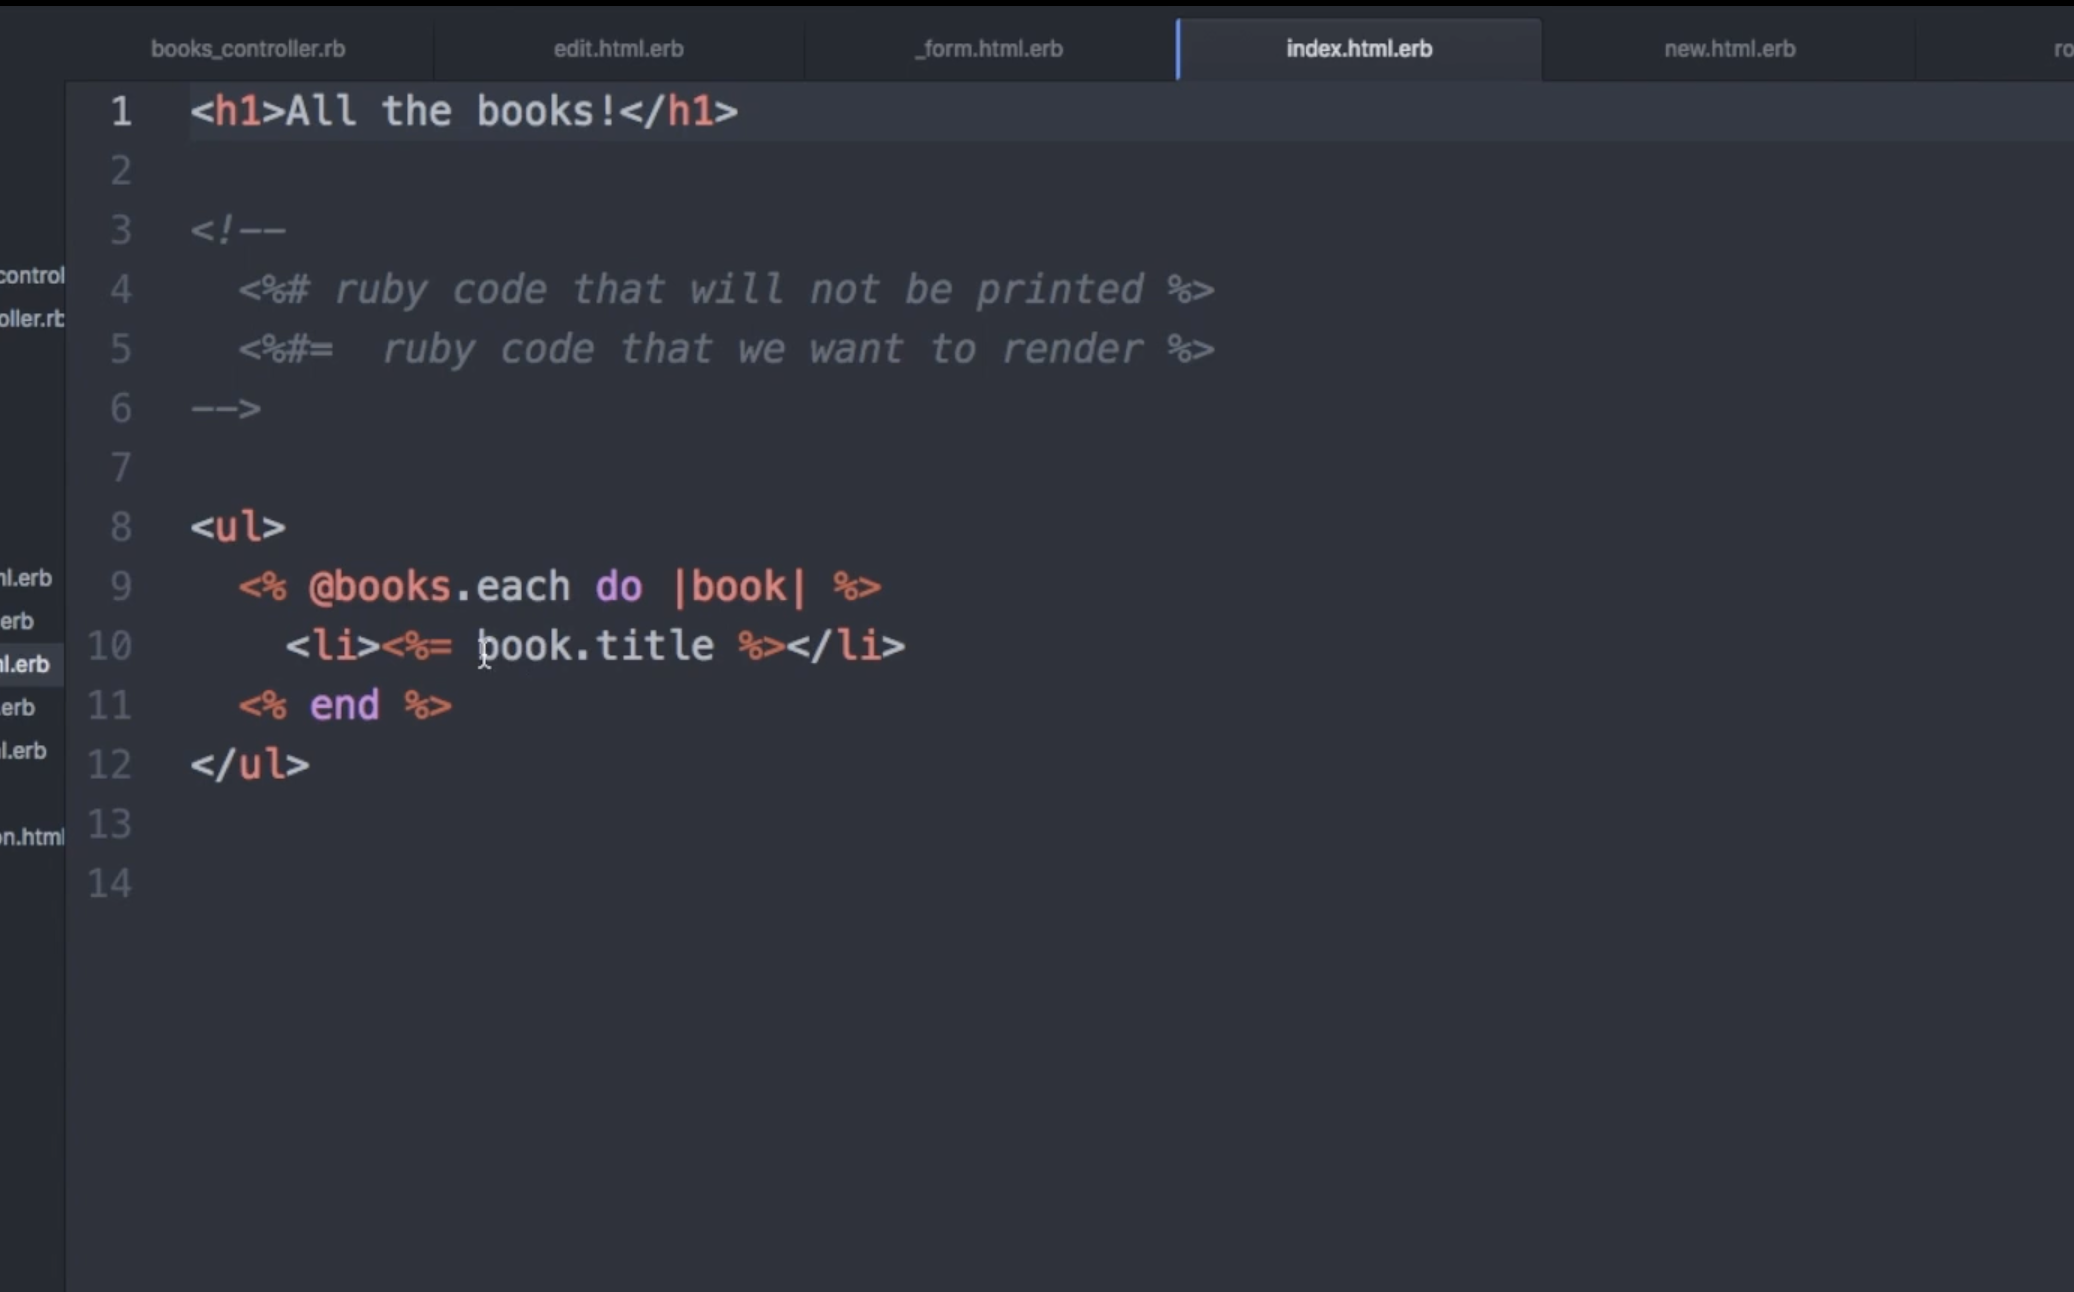 books_controller.rb edit.html.erb _form.html.erb index.html.erb new.html.erb ro
1 <h1>All the books!</h1>
2
3 <!--
control
4 <%# ruby code that will not be printed %>
oller.rb
5 <%#=  ruby code that we want to render %>
6 -->
7
8 <ul>
ml.erb
9 <% @books.each do |book| %>
.erb
10 <li><%= book.title %></li>
ml.erb
11 <% end %>
.erb
l.erb
12 </ul>
13
on.html
14